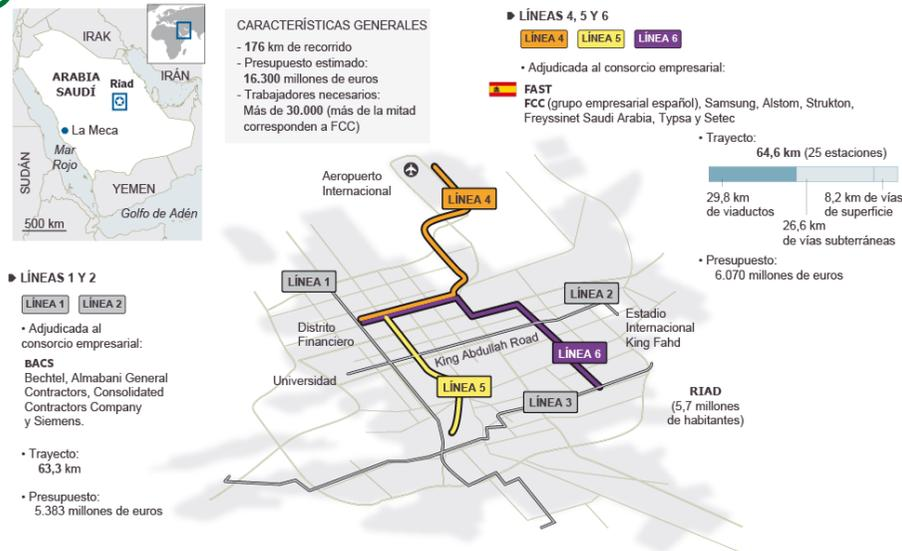 IRAK
ARABIA
SAUDÍ
Riad
IRÁN
La Meca
Mar
Rojo
SUDÁN
YEMEN
Golfo de Adén
500 km
CARACTERÍSTICAS GENERALES
- 176 km de recorrido
- Presupuesto estimado:
16.300 millones de euros
- Trabajadores necesarios:
Más de 30.000 (más de la mitad
corresponden a FCC)
LÍNEAS 4, 5 Y 6
LÍNEA 4 LÍNEA 5 LÍNEA 6
• Adjudicada al consorcio empresarial:
FAST
FCC (grupo empresarial español), Samsung, Alstom, Strukton,
Freyssinet Saudi Arabia, Typsa y Setec
• Trayecto:
64,6 km (25 estaciones)
29,8 km
de viaductos
8,2 km de vías
de superficie
26,6 km
de vías subterráneas
• Presupuesto:
6.070 millones de euros
Aeropuerto
Internacional
LÍNEA 4
LÍNEA 1
LÍNEA 2
Distrito
Financiero
Estadio
Internacional
King Fahd
King Abdullah Road
LÍNEA 6
Universidad
LÍNEA 5
LÍNEA 3
RIAD
(5,7 millones
de habitantes)
LÍNEAS 1 Y 2
LÍNEA 1 LÍNEA 2
• Adjudicada al
consorcio empresarial:
BACS
Bechtel, Almabani General
Contractors, Consolidated
Contractors Company
y Siemens.
• Trayecto:
63,3 km
• Presupuesto:
5.383 millones de euros